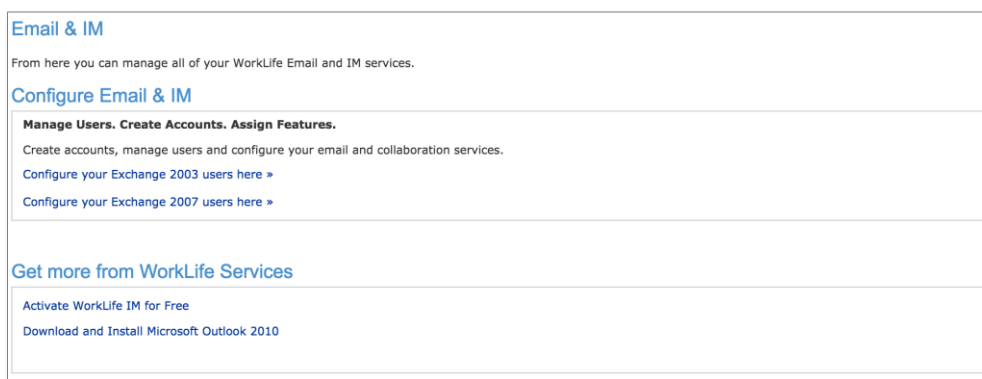 Email & IM
From here you can manage all of your WorkLife Email and IM services.
Configure Email & IM
Manage Users. Create Accounts. Assign Features.
Create accounts, manage users and configure your email and collaboration services.
Configure your Exchange 2003 users here »
Configure your Exchange 2007 users here »
Get more from WorkLife Services
Activate WorkLife IM for Free
Download and Install Microsoft Outlook 2010